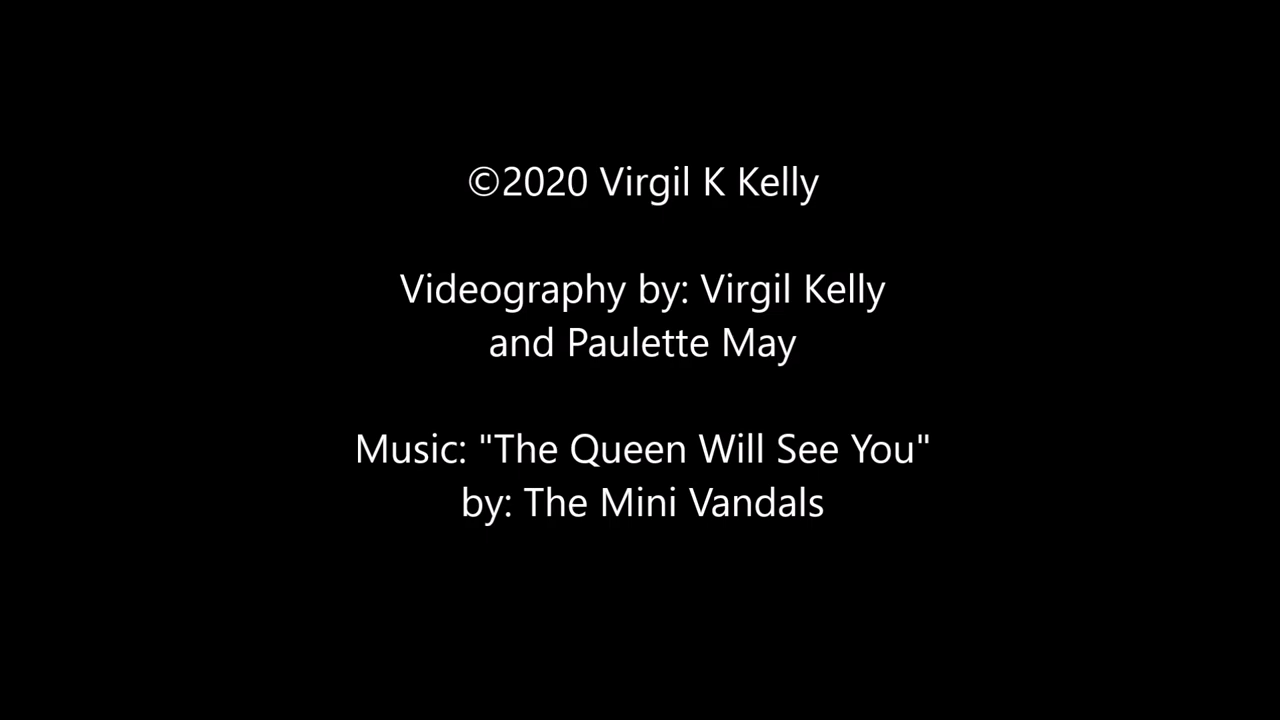 ©2020 Virgil K Kelly
Videography by: Virgil Kelly
and Paulette May
Music: "The Queen Will See You"
by: The Mini Vandals